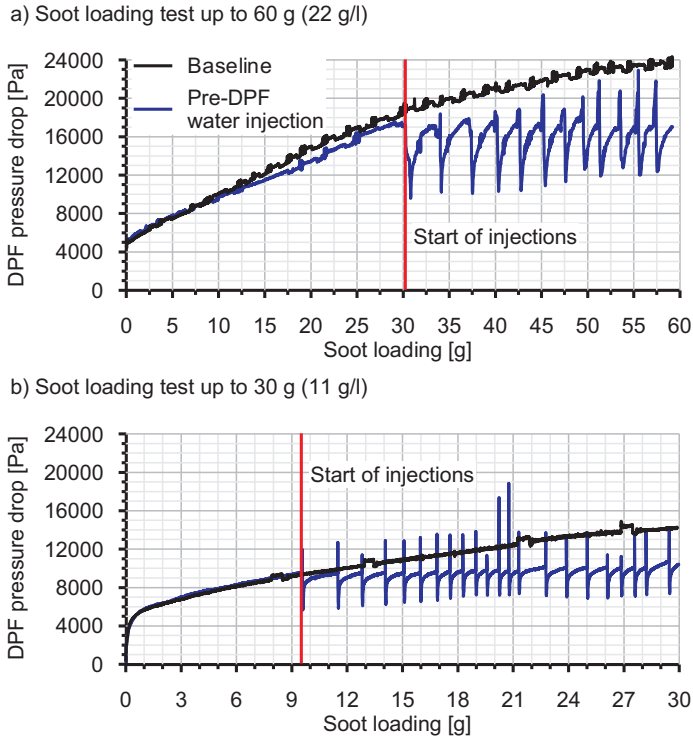 a) Soot loading test up to 60 g (22 g/l)
DPF pressure drop [Pa]
24000
20000
16000
12000
8000
4000
0
Baseline
Pre-DPF
water injection
Start of injections
0 5 10 15 20 25 30 35 40 45 50 55 60
Soot loading [g]
b) Soot loading test up to 30 g (11 g/l)
DPF pressure drop [Pa]
24000
20000
16000
12000
8000
4000
0
Start of injections
0 3 6 9 12 15 18 21 24 27 30
Soot loading [g]